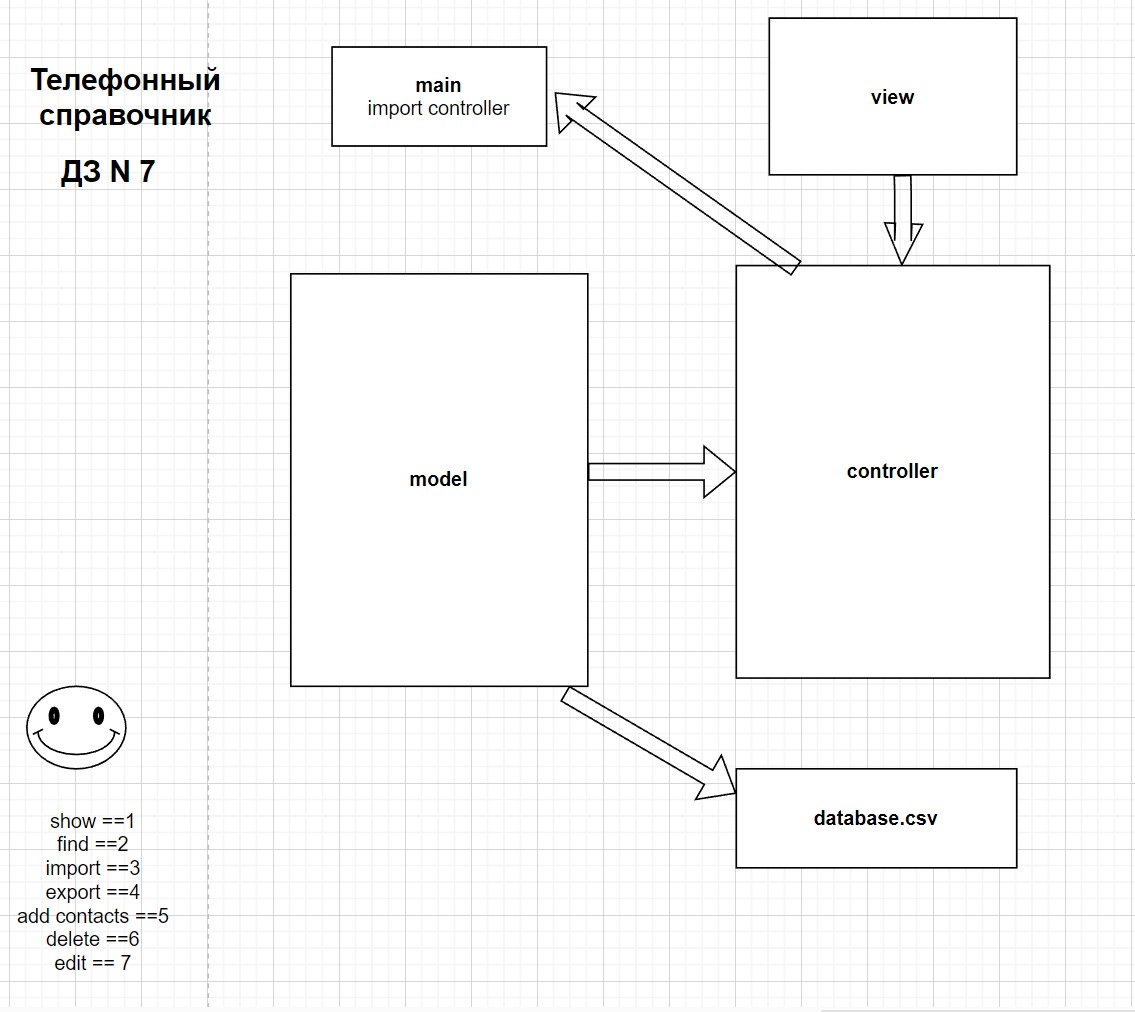 Телефонный
справочник
ДЗ N 7
main
import controller
view
model
controller
database.csv
show ==1
find ==2
import ==3
export ==4
add contacts ==5
delete ==6
edit == 7